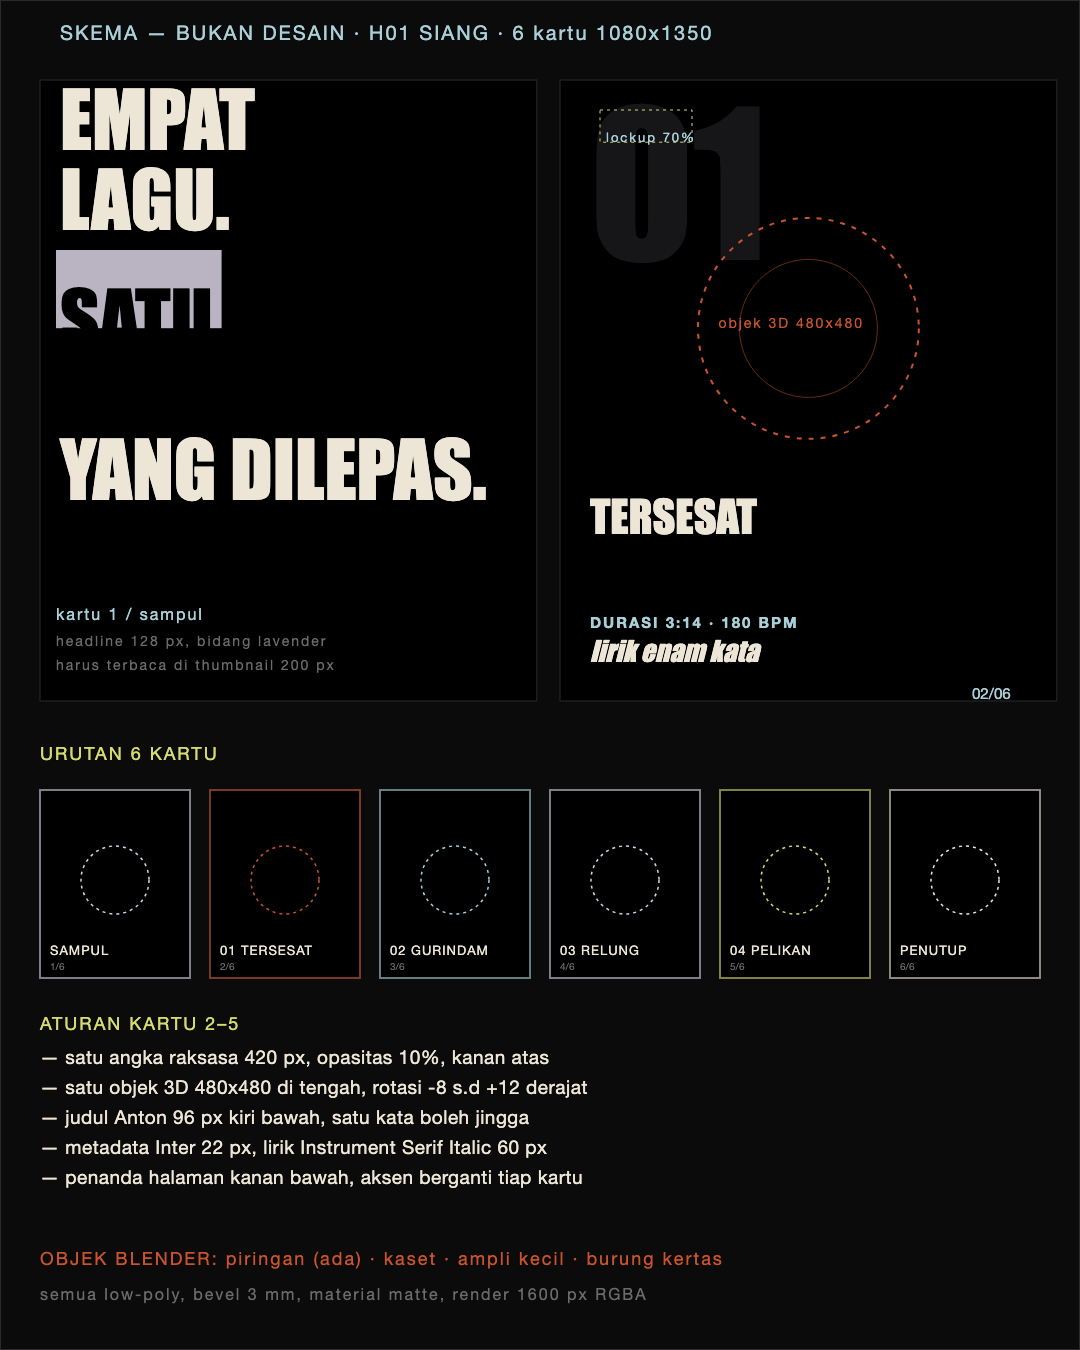 SKEMA — BUKAN DESAIN · H01 SIANG · 6 kartu 1080x1350
EMPAT
LAGU.
SATU
YANG DILEPAS.
kartu 1 / sampul
headline 128 px, bidang lavender
harus terbaca di thumbnail 200 px
01
lockup 70%
objek 3D 480x480
TERSESAT
DURASI 3:14 · 180 BPM
lirik enam kata
02/06
URUTAN 6 KARTU
SAMPUL
1/6
01 TERSESAT
2/6
02 GURINDAM
3/6
03 RELUNG
4/6
04 PELIKAN
5/6
PENUTUP
6/6
ATURAN KARTU 2–5
— satu angka raksasa 420 px, opasitas 10%, kanan atas
— satu objek 3D 480x480 di tengah, rotasi -8 s.d +12 derajat
— judul Anton 96 px kiri bawah, satu kata boleh jingga
— metadata Inter 22 px, lirik Instrument Serif Italic 60 px
— penanda halaman kanan bawah, aksen berganti tiap kartu
OBJEK BLENDER: piringan (ada) · kaset · ampli kecil · burung kertas
semua low-poly, bevel 3 mm, material matte, render 1600 px RGBA